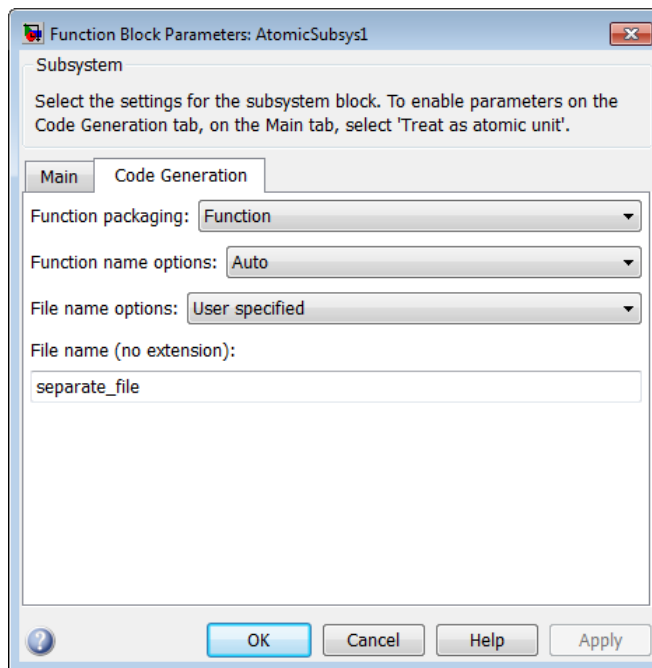 Function Block Parameters: AtomicSubsys1
Subsystem
Select the settings for the subsystem block. To enable parameters on the
Code Generation tab, on the Main tab, select 'Treat as atomic unit'.
Main Code Generation
Function packaging: Function
Function name options: Auto
File name options: User specified
File name (no extension):
separate_file
? OK Cancel Help Apply